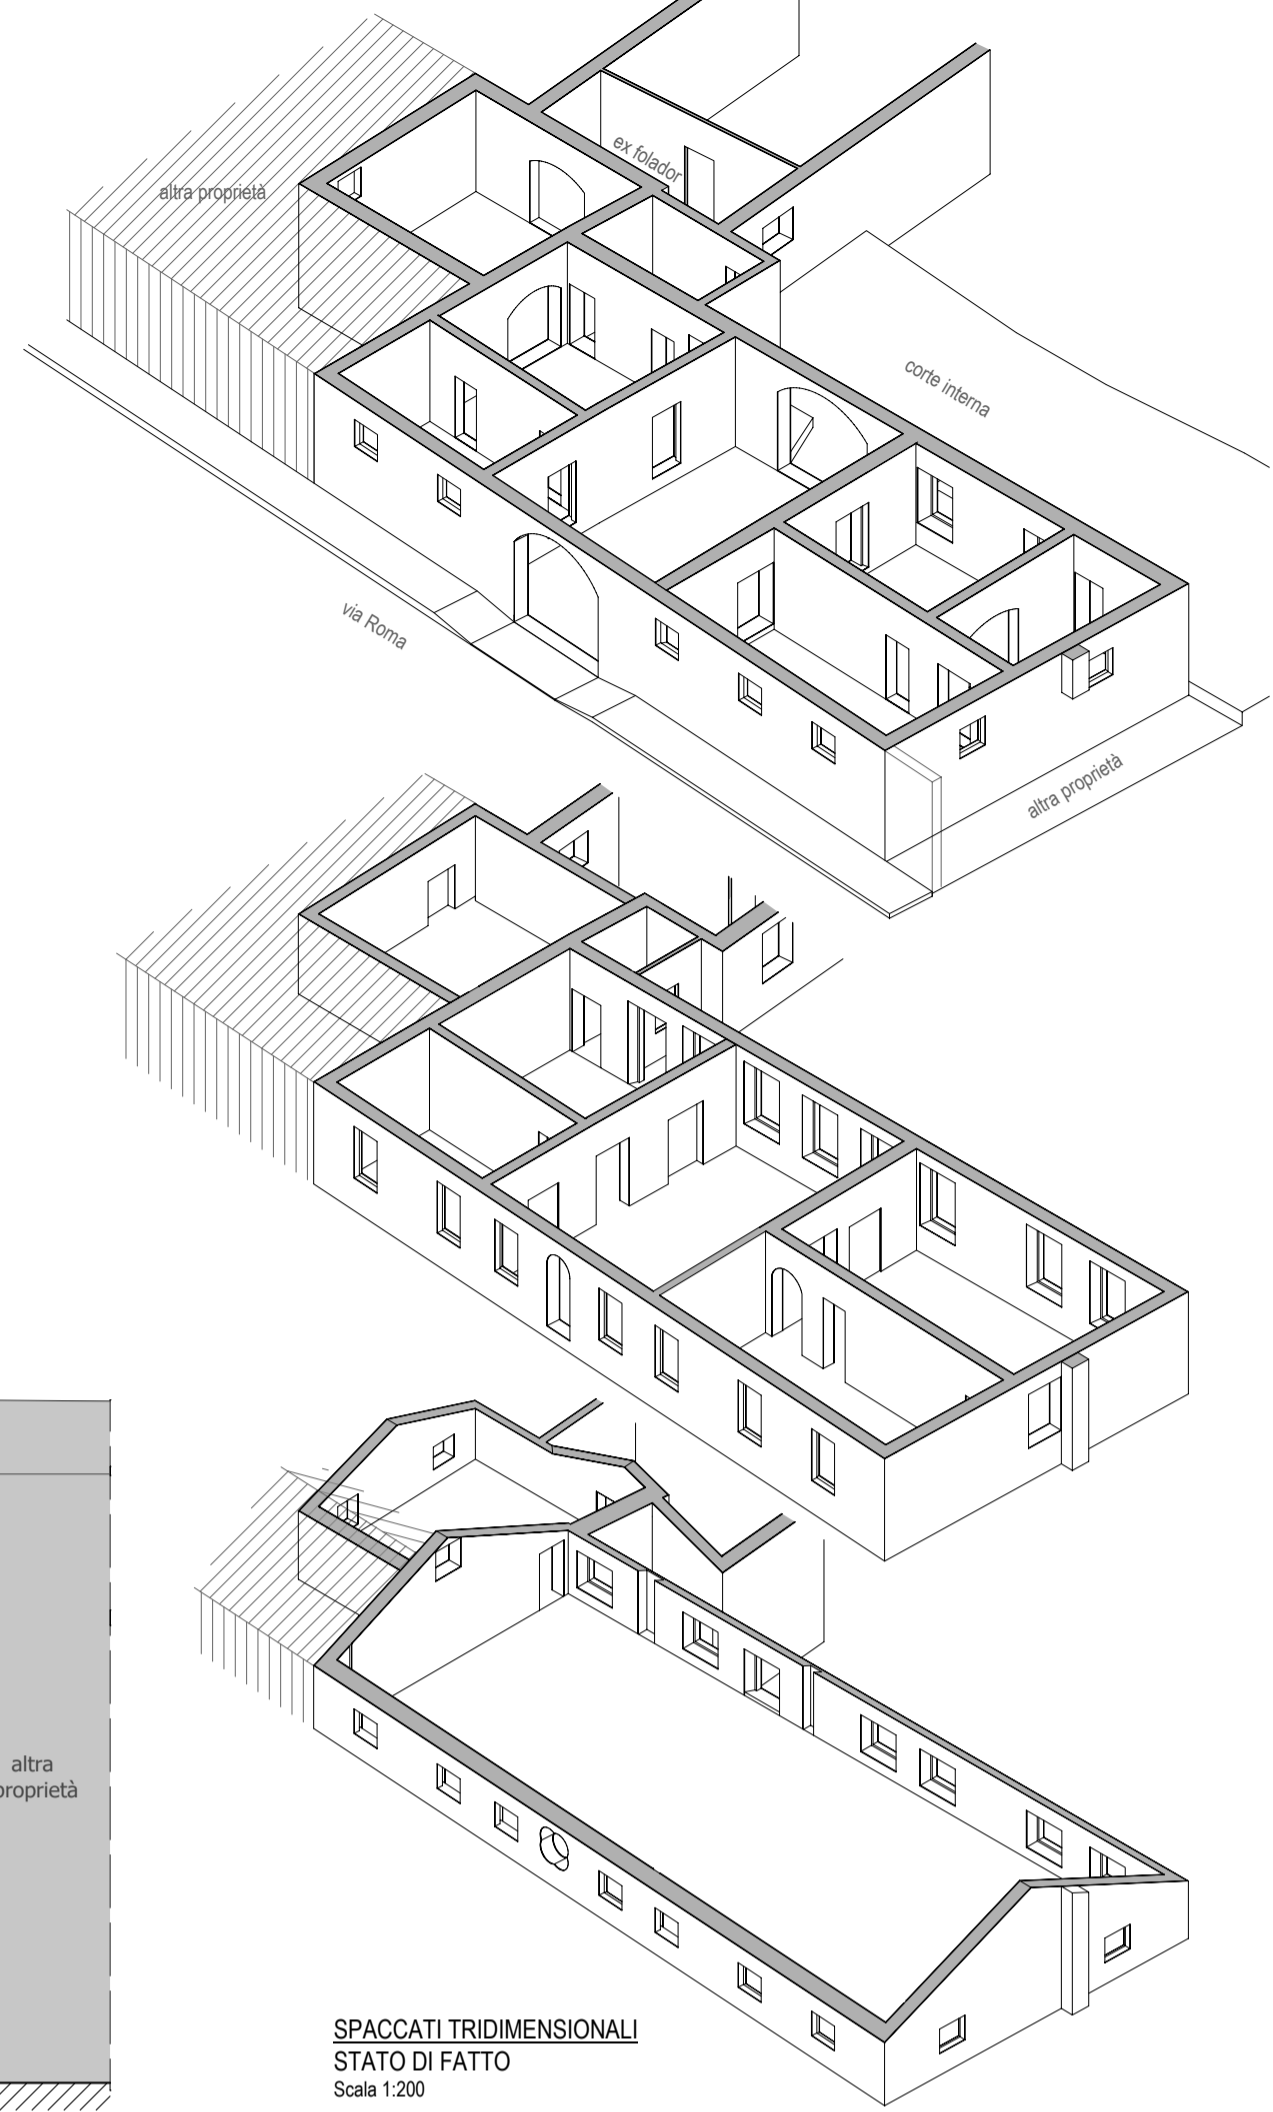 ex folador
altra proprietà
corte interna
via Roma
altra proprietà
altra
proprietà
SPACCATI TRIDIMENSIONALI
STATO DI FATTO
Scala 1:200